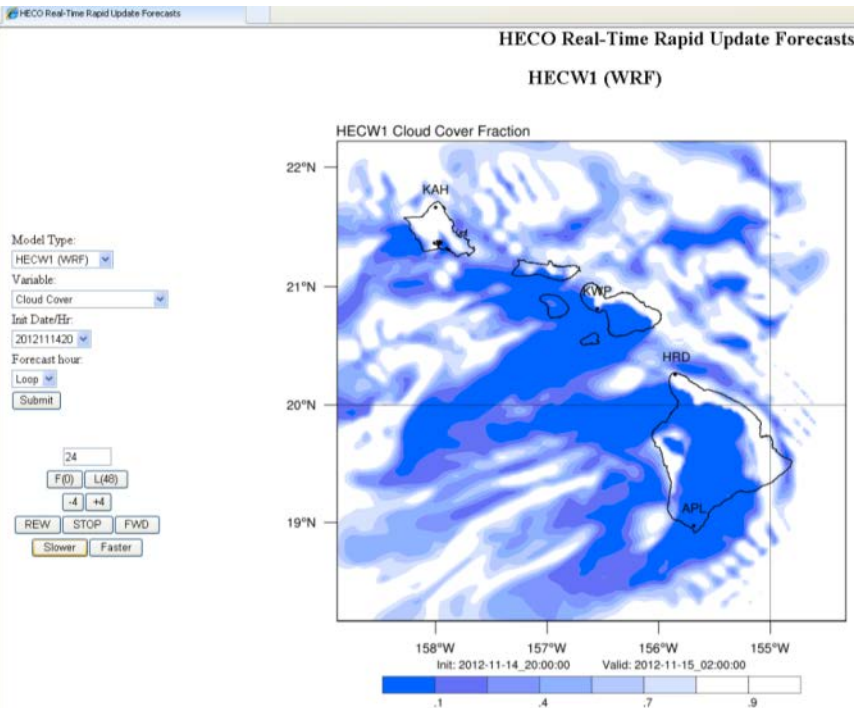 HECO Real-Time Rapid Update Forecasts
HECO Real-Time Rapid Update Forecasts
HECW1 (WRF)
HECW1 Cloud Cover Fraction
22°N
KAH
Model Type:
HECW1 (WRF)
Variable:
Cloud Cover
21°N
KWP
Init Date/Hr:
2012111420
Forecast hour:
Loop
HRD
Submit
20°N
24
F(0) L(48)
-4 +4
REW STOP FWD
APL
19°N
Slower Faster
158°W 157°W 156°W 155°W
Init: 2012-11-14_20:00:00 Valid: 2012-11-15_02:00:00
.1 .4 .7 .9